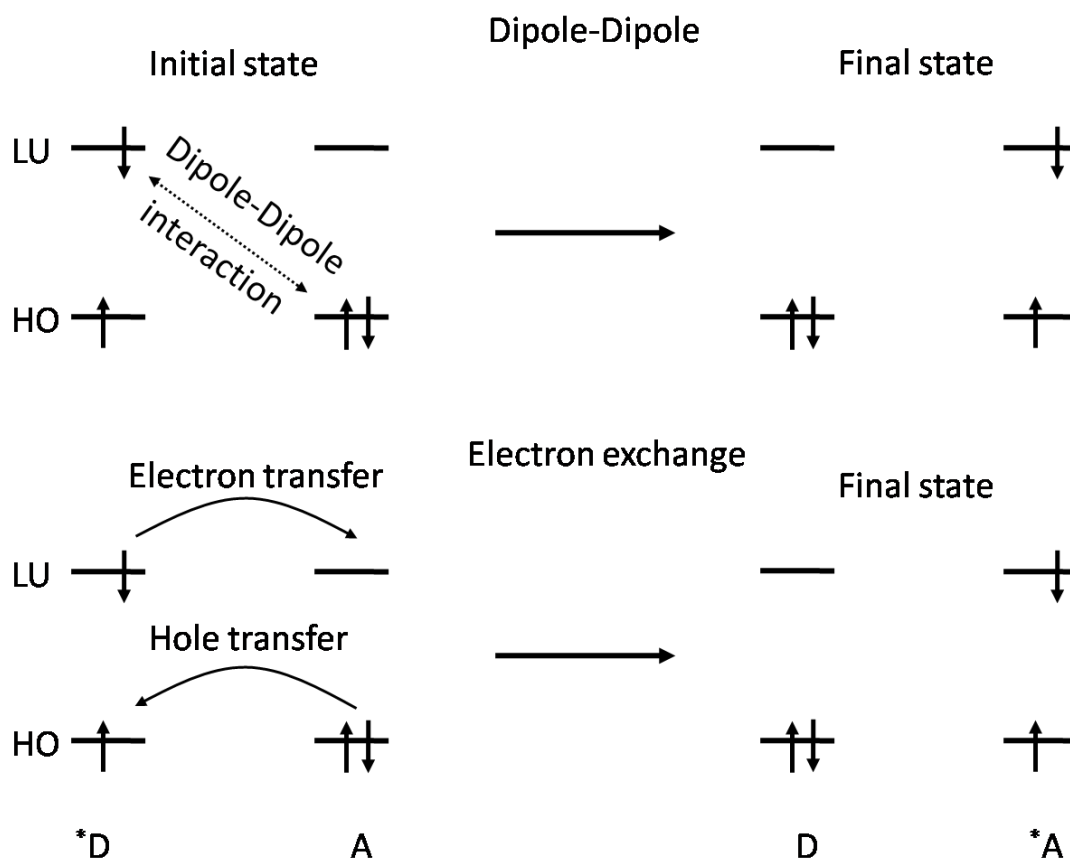 Dipole-Dipole
Initial state
Final state
LU
Dipole-Dipole
interaction
HO
Electron exchange
Electron transfer
Final state
LU
Hole transfer
HO
*D
A
D
*A